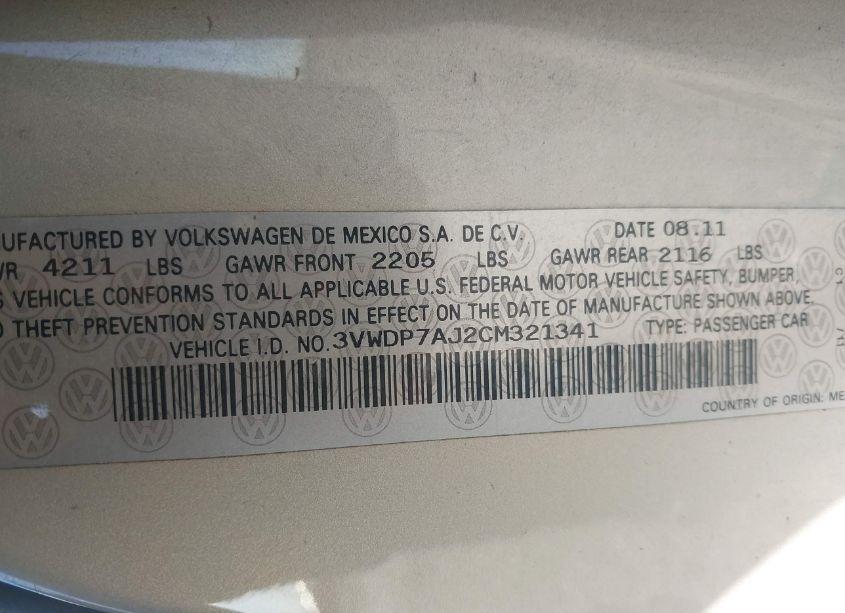 UFACTURED BY VOLKSWAGEN DE MEXICO S.A. DE C.V. DATE 08.11
WR 4211 LBS GAWR FRONT 2205 LBS GAWR REAR 2116 LBS
S VEHICLE CONFORMS TO ALL APPLICABLE U.S. FEDERAL MOTOR VEHICLE SAFETY, BUMPER,
D THEFT PREVENTION STANDARDS IN EFFECT ON THE DATE OF MANUFACTURE SHOWN ABOVE.
VEHICLE I.D. NO.3VWDP7AJ2CM321341 TYPE: PASSENGER CAR
COUNTRY OF ORIGIN: ME